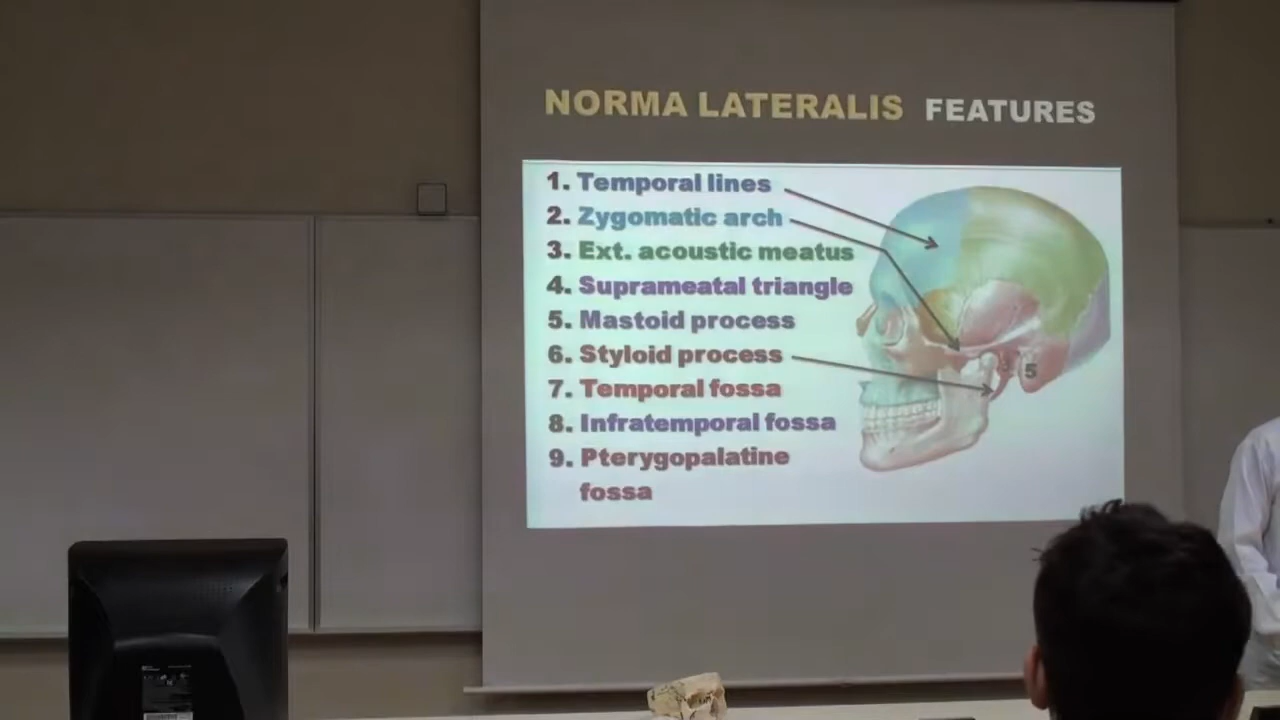 NORMA LATERALIS FEATURES
1. Temporal lines
2. Zygomatic arch
3. Ext. acoustic meatus
4. Suprameatal triangle
5. Mastoid process
6. Styloid process
7. Temporal fossa
8. Infratemporal fossa
9. Pterygopalatine
fossa
5